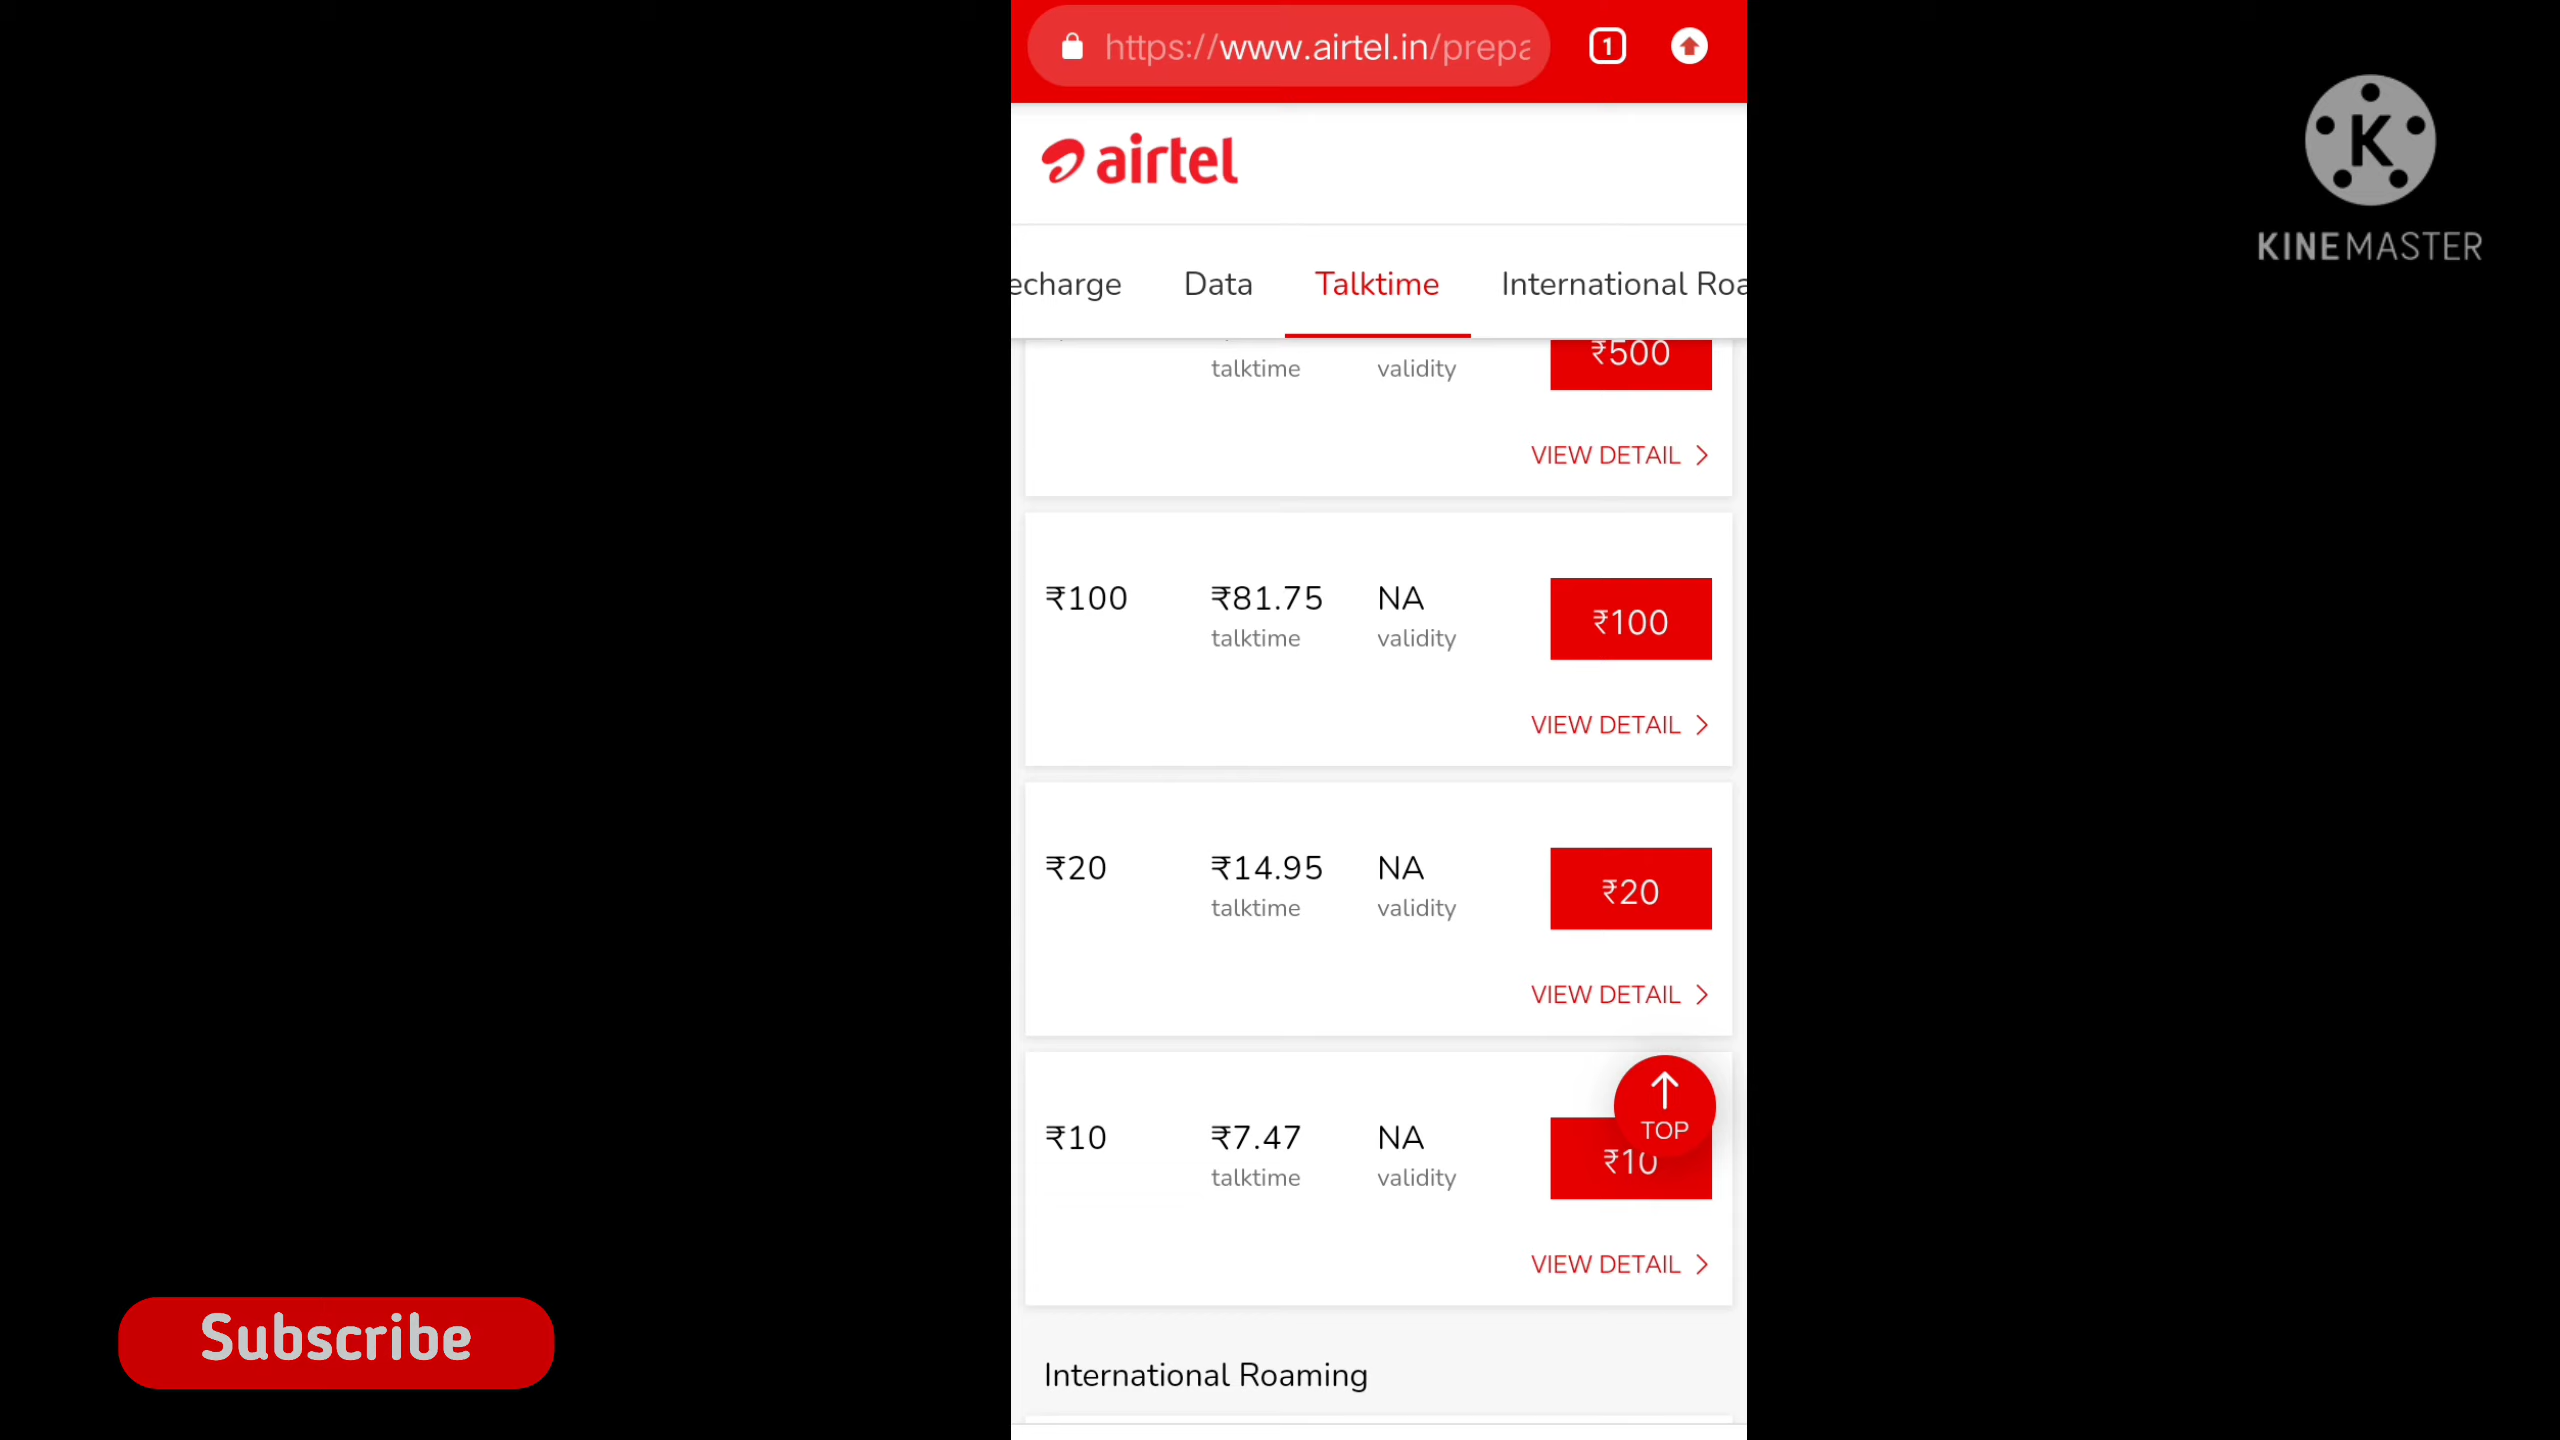 https://www.airtel.in/prepa
1
K
KINEMASTER
airtel
echarge Data Talktime International Roa
talktime validity ₹500
VIEW DETAIL >
₹100 ₹81.75 NA ₹100
talktime validity
VIEW DETAIL >
₹20 ₹14.95 NA ₹20
talktime validity
VIEW DETAIL >
TOP
₹10 ₹7.47 NA ₹10
talktime validity
VIEW DETAIL >
International Roaming
Subscribe